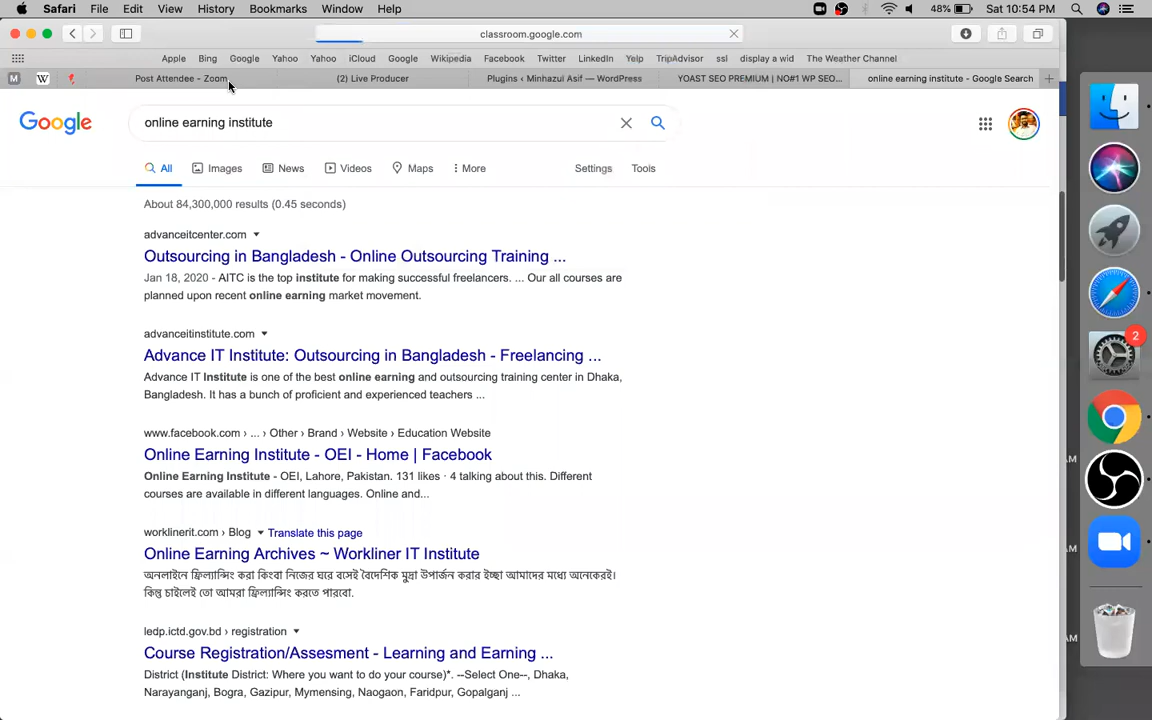 Safari File Edit View History Bookmarks Window Help 48% Sat 10:54 PM
classroom.google.com
Apple Bing Google Yahoo Yahoo iCloud Google Wikipedia Facebook Twitter LinkedIn Yelp TripAdvisor ssl display a wid The Weather Channel
M W Post Attendee - Zoom (2) Live Producer Plugins ‹ Minhazui Asif — WordPress YOAST SEO PREMIUM | NO#1 WP SEO... online earning institute - Google Search
Google online earning institute
All Images News Videos Maps More Settings Tools
About 84,300,000 results (0.45 seconds)
advanceitcenter.com
Outsourcing in Bangladesh - Online Outsourcing Training ...
Jan 18, 2020 - AITC is the top institute for making successful freelancers. ... Our all courses are
planned upon recent online earning market movement.
advanceitinstitute.com
Advance IT Institute: Outsourcing in Bangladesh - Freelancing ...
Advance IT Institute is one of the best online earning and outsourcing training center in Dhaka,
Bangladesh. It has a bunch of proficient and experienced teachers ...
www.facebook.com › ... › Other › Brand › Website › Education Website
Online Earning Institute - OEI - Home | Facebook
Online Earning Institute - OEI, Lahore, Pakistan. 131 likes · 4 talking about this. Different
courses are available in different languages. Online and...
worklinerit.com › Blog Translate this page
Online Earning Archives ~ Workliner IT Institute
অনলাইনে ফ্রিল্যান্সিং করা কিংবা নিজের ঘরে বসেই বৈদেশিক মুদ্রা উপার্জন করার ইচ্ছা আমাদের মধ্যে অনেকেরই।
কিন্তু চাইলেই তো আমরা ফ্রিল্যান্সিং করতে পারবো.
ledp.ictd.gov.bd › registration
Course Registration/Assesment - Learning and Earning ...
District (Institute District: Where you want to do your course)*. --Select One--, Dhaka,
Narayanganj, Bogra, Gazipur, Mymensing, Naogaon, Faridpur, Gopalganj ...
2
AM
AM
AM